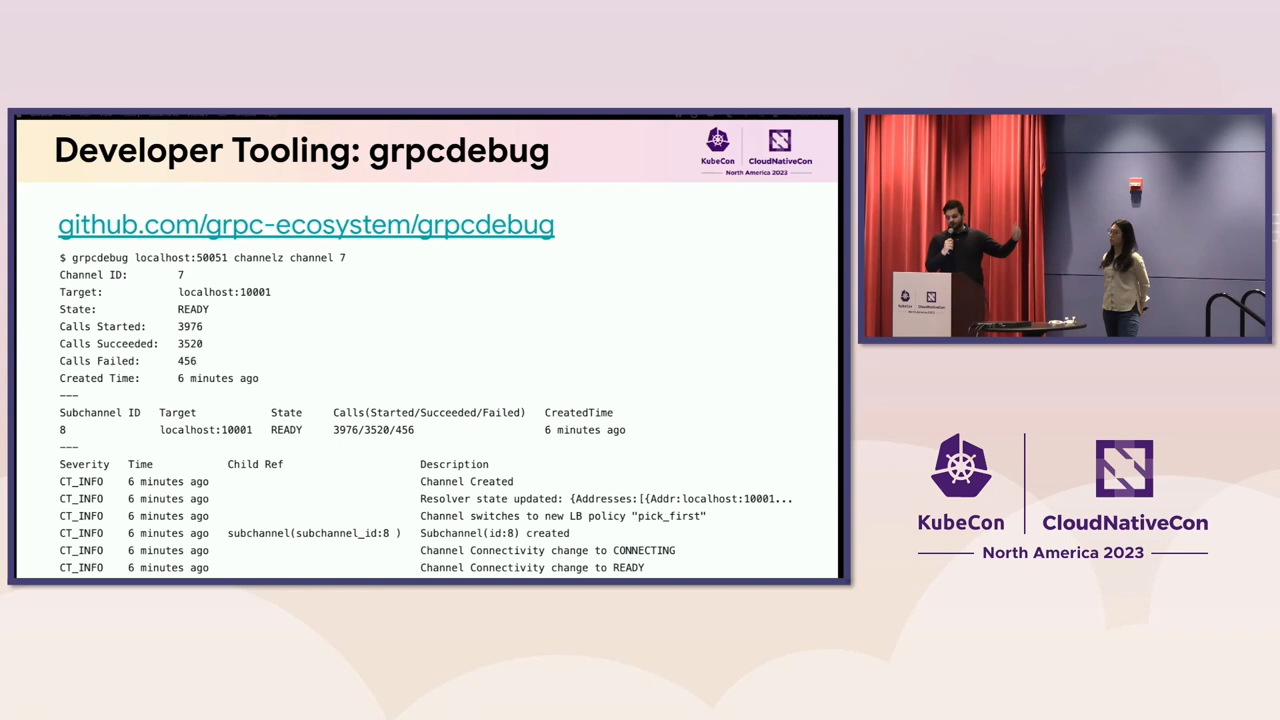 Developer Tooling: grpcdebug
KubeCon
CloudNativeCon
North America 2023
github.com/grpc-ecosystem/grpcdebug
$ grpcdebug localhost:50051 channelz channel 7
Channel ID: 7
Target: localhost:10001
State: READY
Calls Started: 3976
Calls Succeeded: 3520
Calls Failed: 456
Created Time: 6 minutes ago
---
Subchannel ID Target State Calls(Started/Succeeded/Failed) CreatedTime
8 localhost:10001 READY 3976/3520/456 6 minutes ago
---
Severity Time Child Ref Description
CT_INFO 6 minutes ago Channel Created
CT_INFO 6 minutes ago Resolver state updated: {Addresses:[{Addr:localhost:10001...
CT_INFO 6 minutes ago Channel switches to new LB policy "pick_first"
CT_INFO 6 minutes ago subchannel(subchannel_id:8 ) Subchannel(id:8) created
CT_INFO 6 minutes ago Channel Connectivity change to CONNECTING
CT_INFO 6 minutes ago Channel Connectivity change to READY
KubeCon
CloudNativeCon
North America 2023